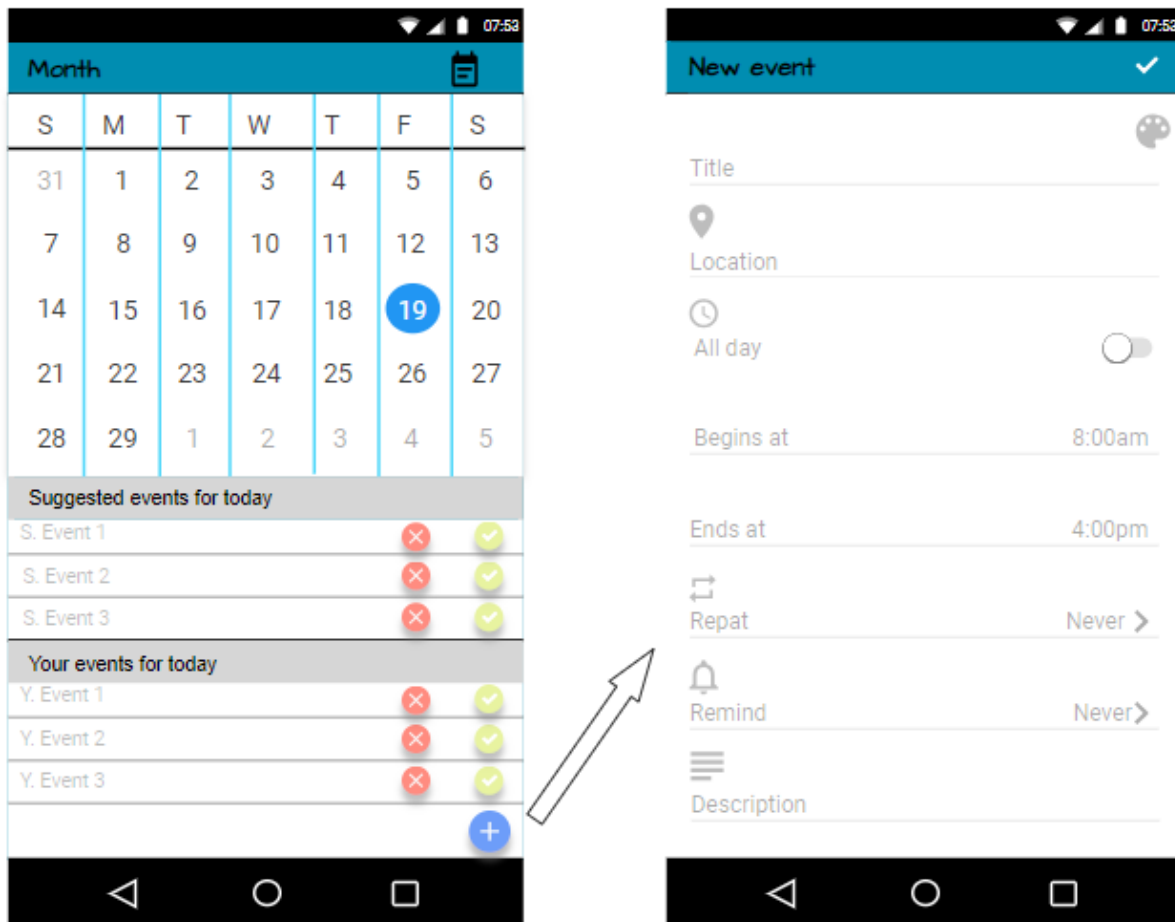 07:53
Month
S M T W T F S
31 1 2 3 4 5 6
7 8 9 10 11 12 13
14 15 16 17 18 19 20
21 22 23 24 25 26 27
28 29 1 2 3 4 5
Suggested events for today
S. Event 1
S. Event 2
S. Event 3
Your events for today
Y. Event 1
Y. Event 2
Y. Event 3
07:53
New event
Title
Location
All day
Begins at 8:00am
Ends at 4:00pm
Repat Never
Remind Never
Description